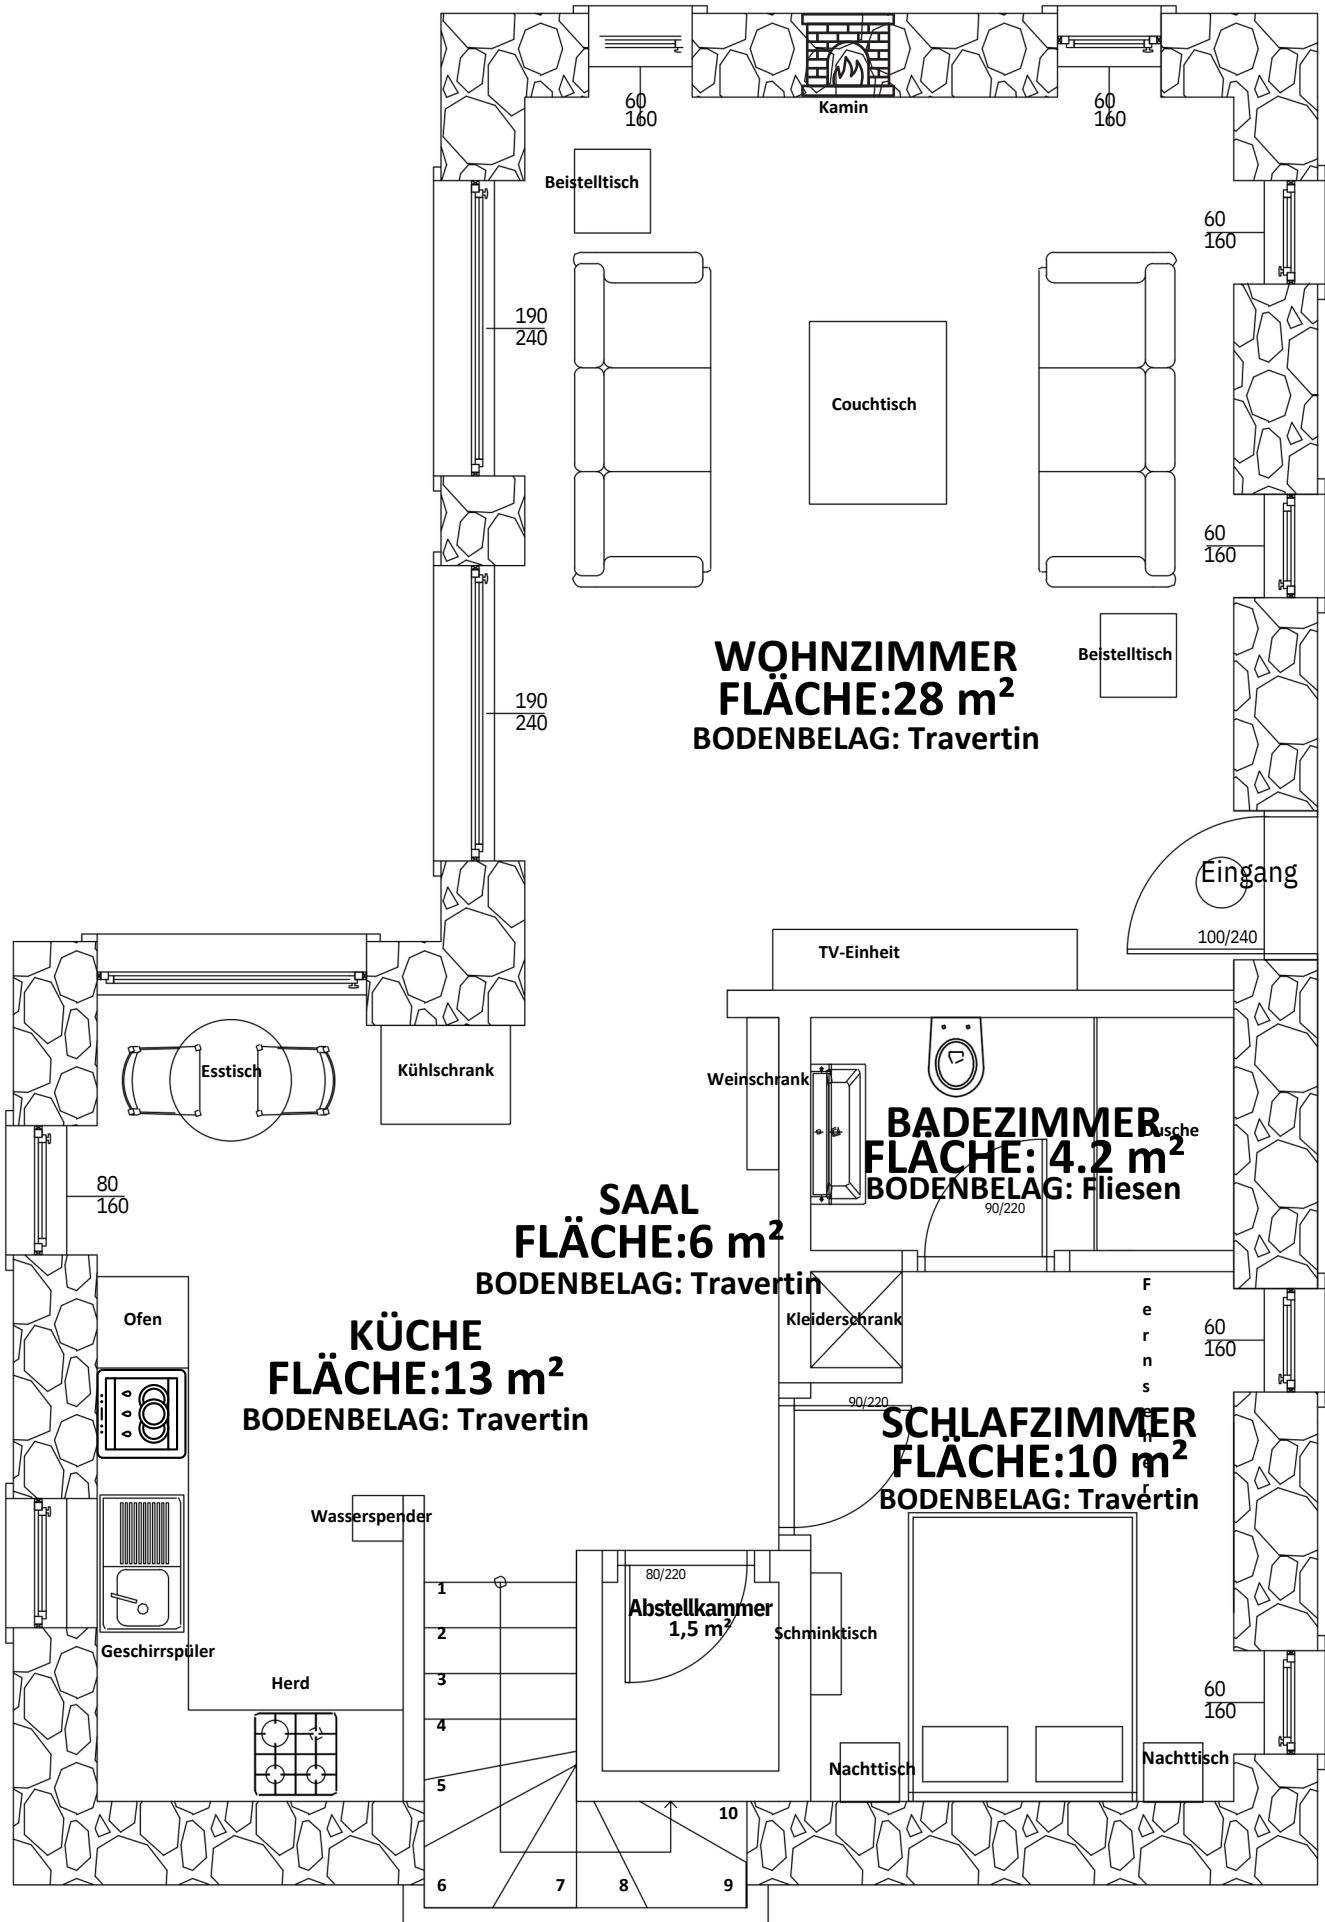 60
160
Kamin
60
160
Beistelltisch
60
160
190
240
Couchtisch
60
160
WOHNZIMMER
FLÄCHE:28 m²
BODENBELAG: Travertin
Beistelltisch
190
240
Eingang
100/240
TV-Einheit
Esstisch
Kühlschrank
Weinschrank
BADEZIMMER
FLÄCHE: 4.2 m²
BODENBELAG: Fliesen
Dusche
90/220
80
160
SAAL
FLÄCHE:6 m²
BODENBELAG: Travertin
Ofen
Kleiderschrank
Fernseher
60
160
KÜCHE
FLÄCHE:13 m²
BODENBELAG: Travertin
90/220
SCHLAFZIMMER
FLÄCHE:10 m²
BODENBELAG: Travertin
Wasserspender
80/220
Abstellkammer
1,5 m²
Schminktisch
Geschirrspüler
Herd
60
160
Nachttisch
Nachttisch
1
2
3
4
5
6
7
8
9
10